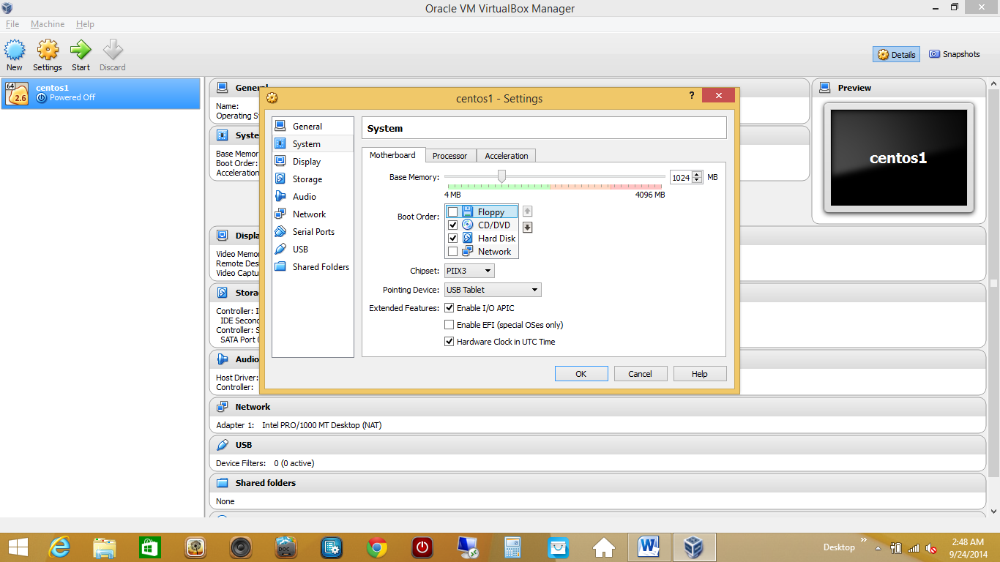 Oracle VM VirtualBox Manager
File Machine Help
New Settings Start Discard
Details Snapshots
64
2.6
centos1
Powered Off
General
Name:
Operating Sy
System
Base Memor
Boot Order:
Acceleration
Display
Video Memo
Remote Des
Video Captu
Storag
Controller: I
IDE Second
Controller: S
SATA Port (
Audio
Host Driver:
Controller:
Network
Adapter 1: Intel PRO/1000 MT Desktop (NAT)
USB
Device Filters: 0 (0 active)
Shared folders
None
Preview
centos1
centos1 - Settings
?
General
System
Display
Storage
Audio
Network
Serial Ports
USB
Shared Folders
System
Motherboard Processor Acceleration
Base Memory: 1024 MB
4 MB 4096 MB
Boot Order:
Floppy
CD/DVD
Hard Disk
Network
Chipset: PIIX3
Pointing Device: USB Tablet
Extended Features: Enable I/O APIC
Enable EFI (special OSes only)
Hardware Clock in UTC Time
OK Cancel Help
DOC
Desktop
2:48 AM
9/24/2014